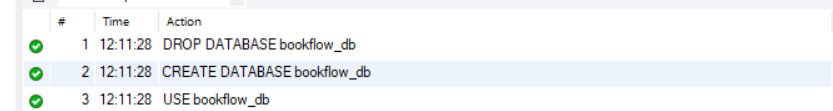 # Time Action
1 12:11:28 DROP DATABASE bookflow_db
2 12:11:28 CREATE DATABASE bookflow_db
3 12:11:28 USE bookflow_db